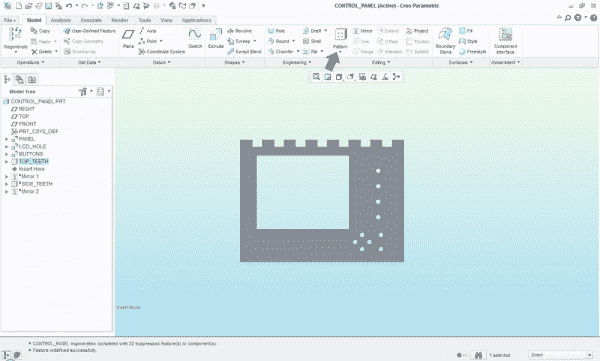 CONTROL_PANEL (Active) - Creo Parametric
File Model Analysis Annotate Render Tools View Applications
Regenerate Copy Paste Delete User-Defined Feature Copy Geometry Shrinkwrap
Plane Axis Point Coordinate System Sketch
Extrude Revolve Sweep Swept Blend
Hole Round Chamfer Draft Shell Rib
Pattern Mirror Trim Merge Extend Offset Intersect Project Thicken Solidify
Boundary Blend Fill Style Freestyle
Component Interface
Operations Get Data Datum Shapes Engineering Editing Surfaces
Model Tree
CONTROL_PANEL.PRT
RIGHT
TOP
FRONT
PRT_CSYS_DEF
PANEL
LCD_HOLE
BUTTONS
TOP_TEETH
Insert Here
Mirror 1
SIDE_TEETH
Mirror 2
Insert Mode
CONTROL_PANEL regeneration completed with 22 suppressed feature(s) or component(s).
Feature redefined successfully.
1 selected